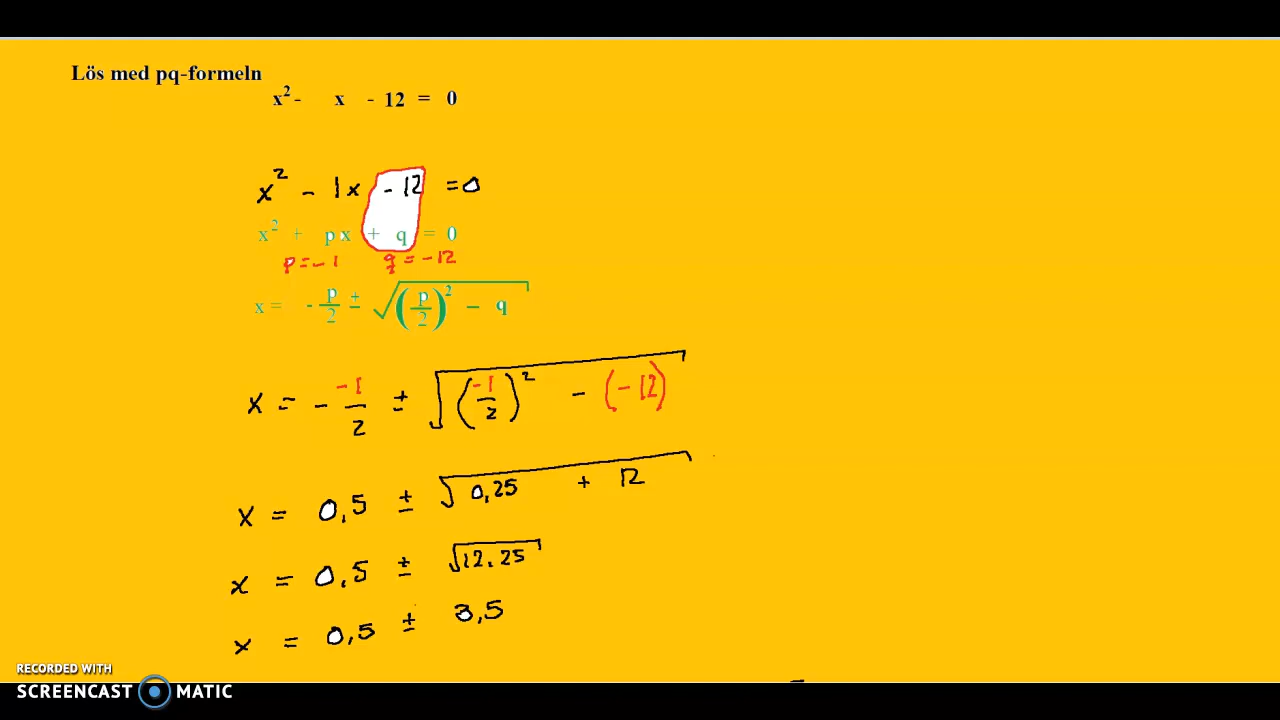 Lös med pq-formeln
x² - x - 12 = 0
x² - 1x - 12 = 0
x² + px + q = 0
p = -1 q = -12
x = - p/2 ± √((p/2)² - q)
x = - -1/2 ± √((-1/2)² - (-12))
x = 0,5 ± √(0,25 + 12)
x = 0,5 ± √12.25
x = 0,5 ± 3,5
RECORDED WITH
SCREENCAST MATIC